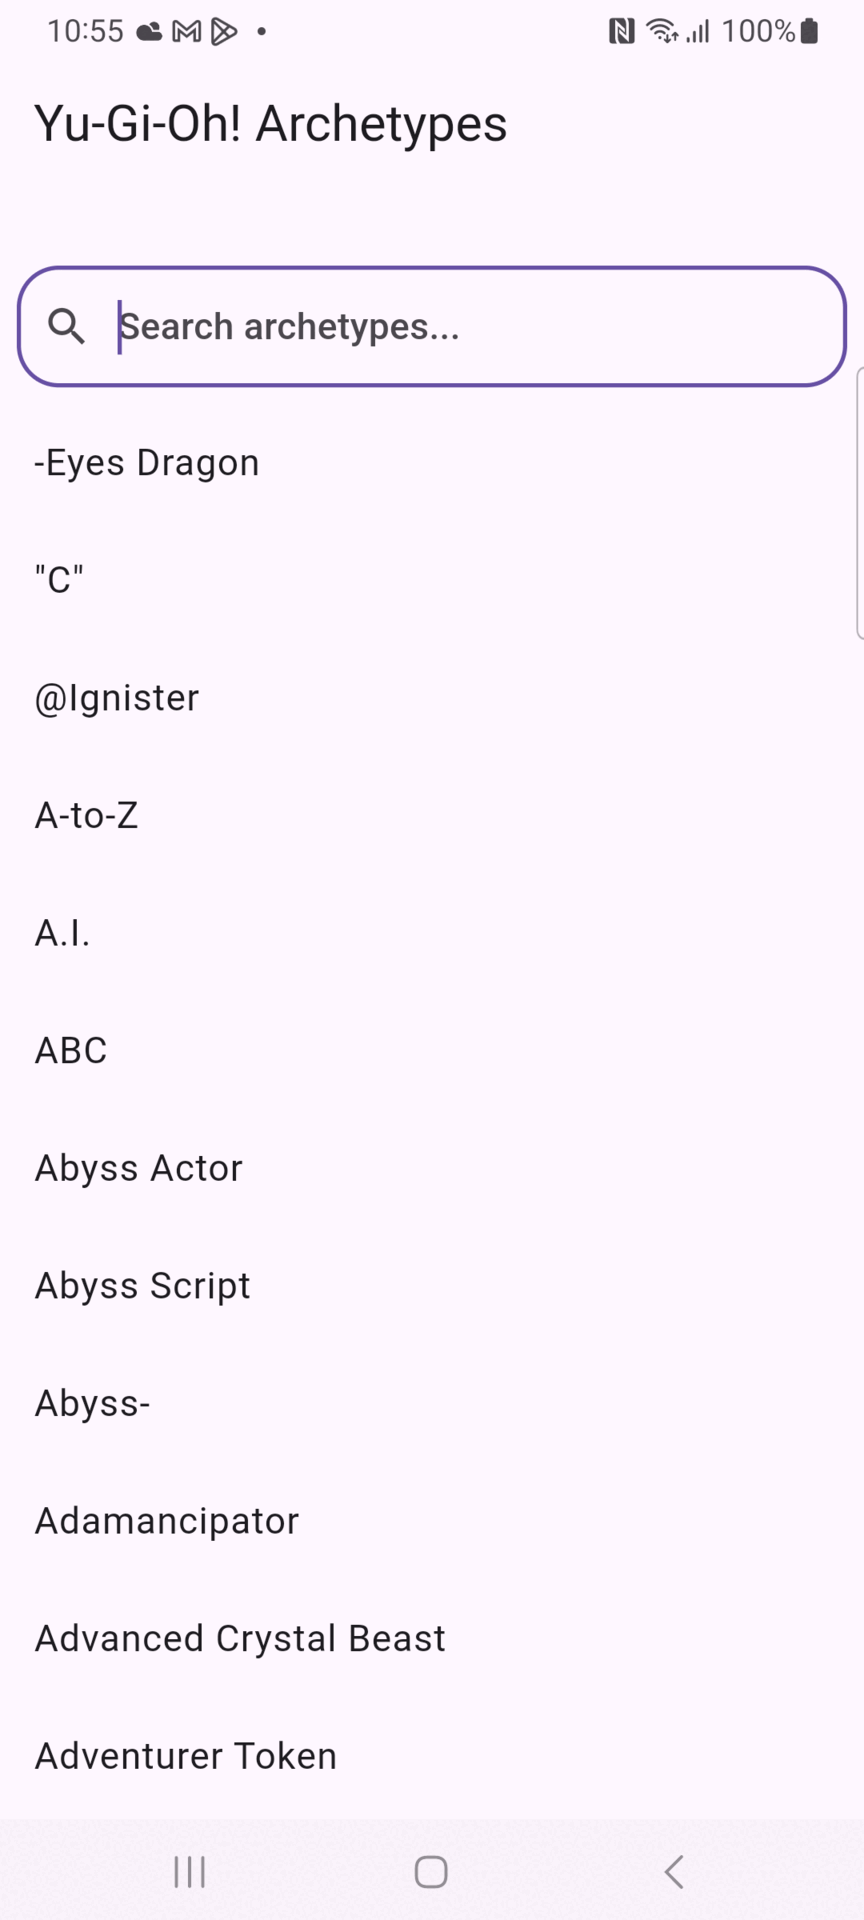 10:55
100%
Yu-Gi-Oh! Archetypes
Search archetypes...
-Eyes Dragon
"C"
@Ignister
A-to-Z
A.I.
ABC
Abyss Actor
Abyss Script
Abyss-
Adamancipator
Advanced Crystal Beast
Adventurer Token